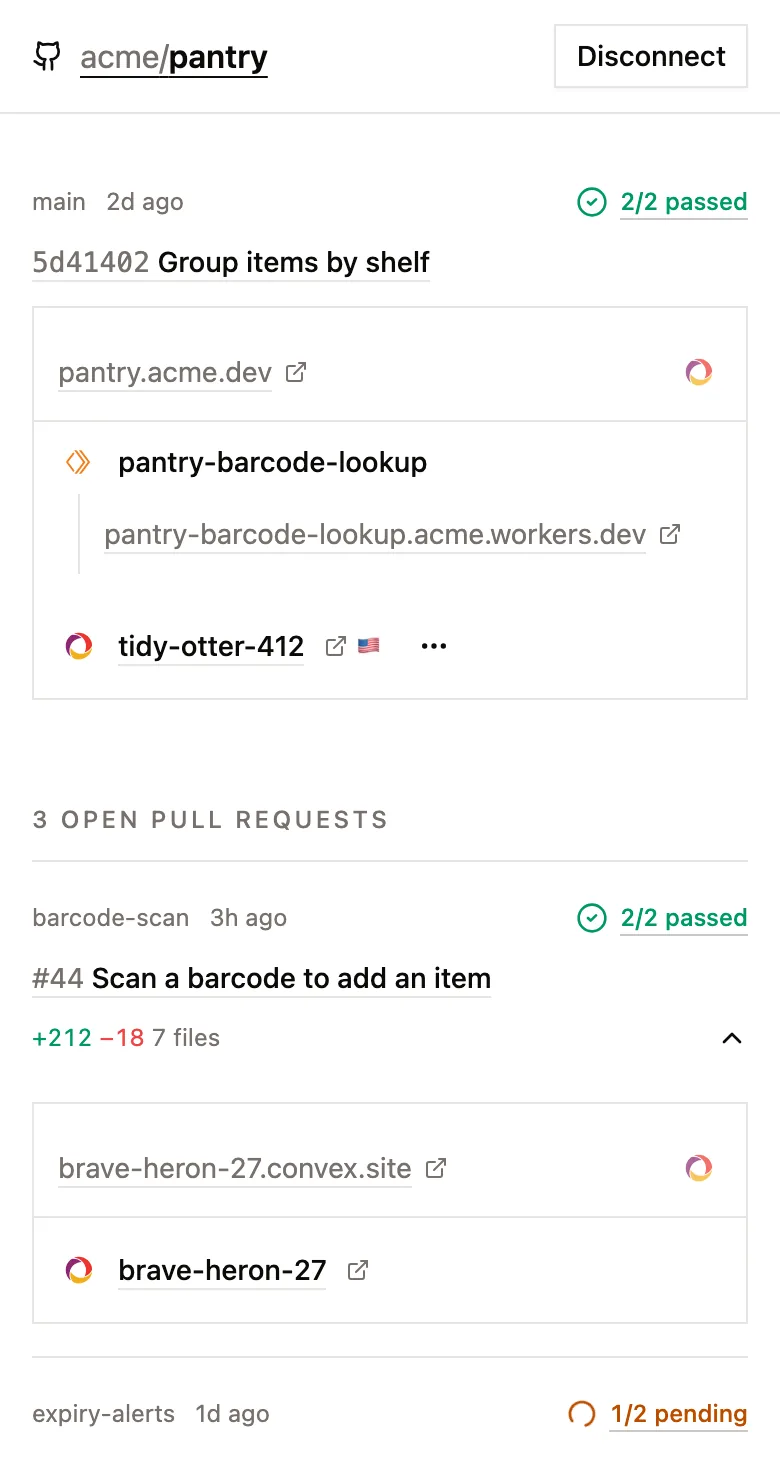 acme/pantry
Disconnect
main 2d ago
2/2 passed
5d41402 Group items by shelf
pantry.acme.dev
pantry-barcode-lookup
pantry-barcode-lookup.acme.workers.dev
tidy-otter-412
3 OPEN PULL REQUESTS
barcode-scan 3h ago
2/2 passed
#44 Scan a barcode to add an item
+212 −18 7 files
brave-heron-27.convex.site
brave-heron-27
expiry-alerts 1d ago
1/2 pending